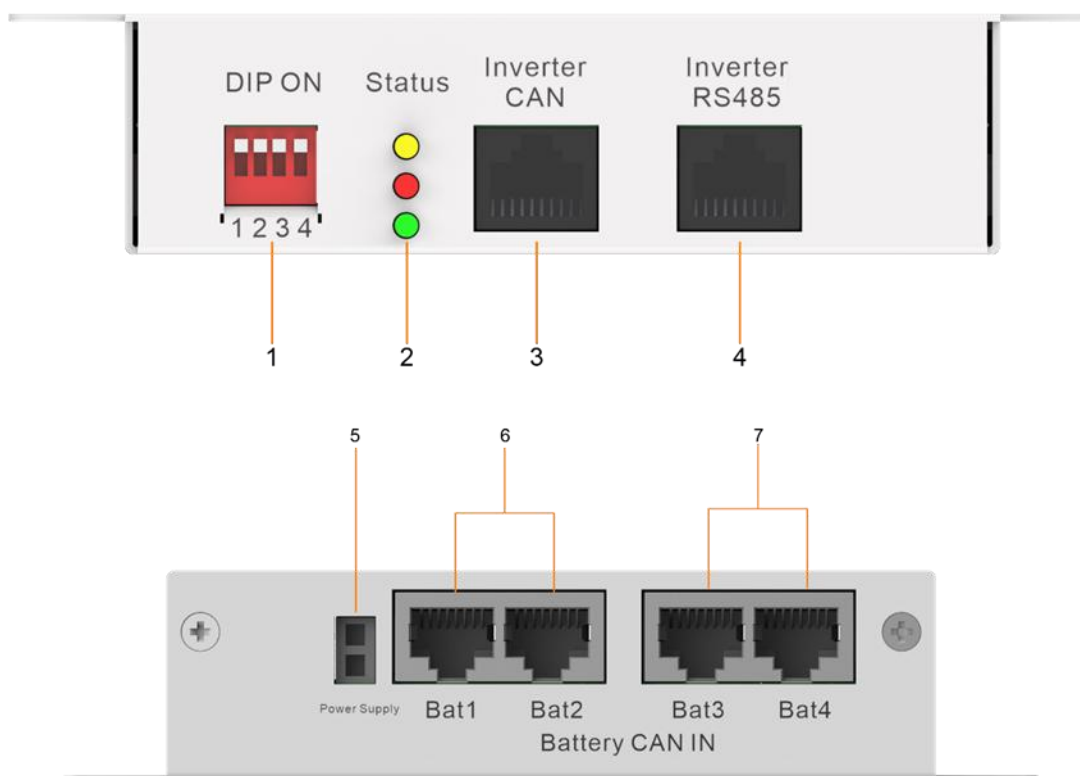 DIP ON Status Inverter CAN Inverter RS485
1 2 3 4
1 2 3 4
5 6 7
Power Supply Bat1 Bat2 Bat3 Bat4
Battery CAN IN